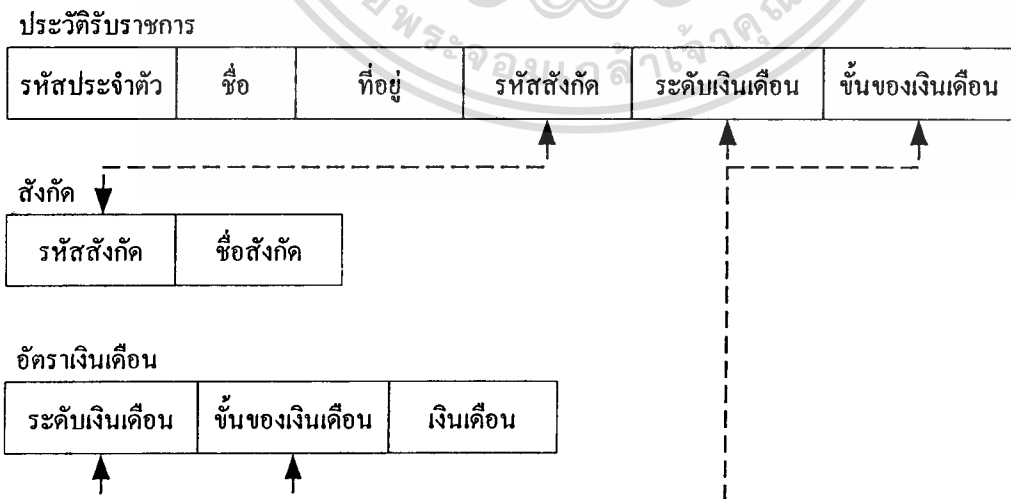 ประวัติรับราชการ
รหัสประจำตัว ชื่อ ที่อยู่ รหัสสังกัด ระดับเงินเดือน ขั้นของเงินเดือน
สังกัด
รหัสสังกัด ชื่อสังกัด
อัตราเงินเดือน
ระดับเงินเดือน ขั้นของเงินเดือน เงินเดือน